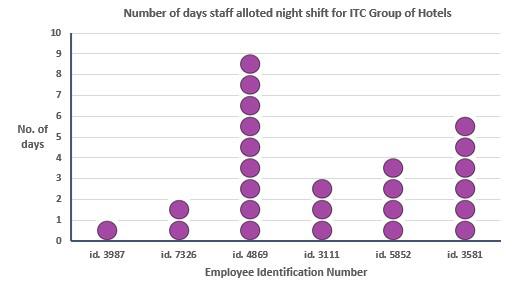 Number of days staff alloted night shift for ITC Group of Hotels
10
9
8
7
6
5
4
3
2
1
0
No. of
days
id. 3987 id. 7326 id. 4869 id. 3111 id. 5852 id. 3581
Employee Identification Number